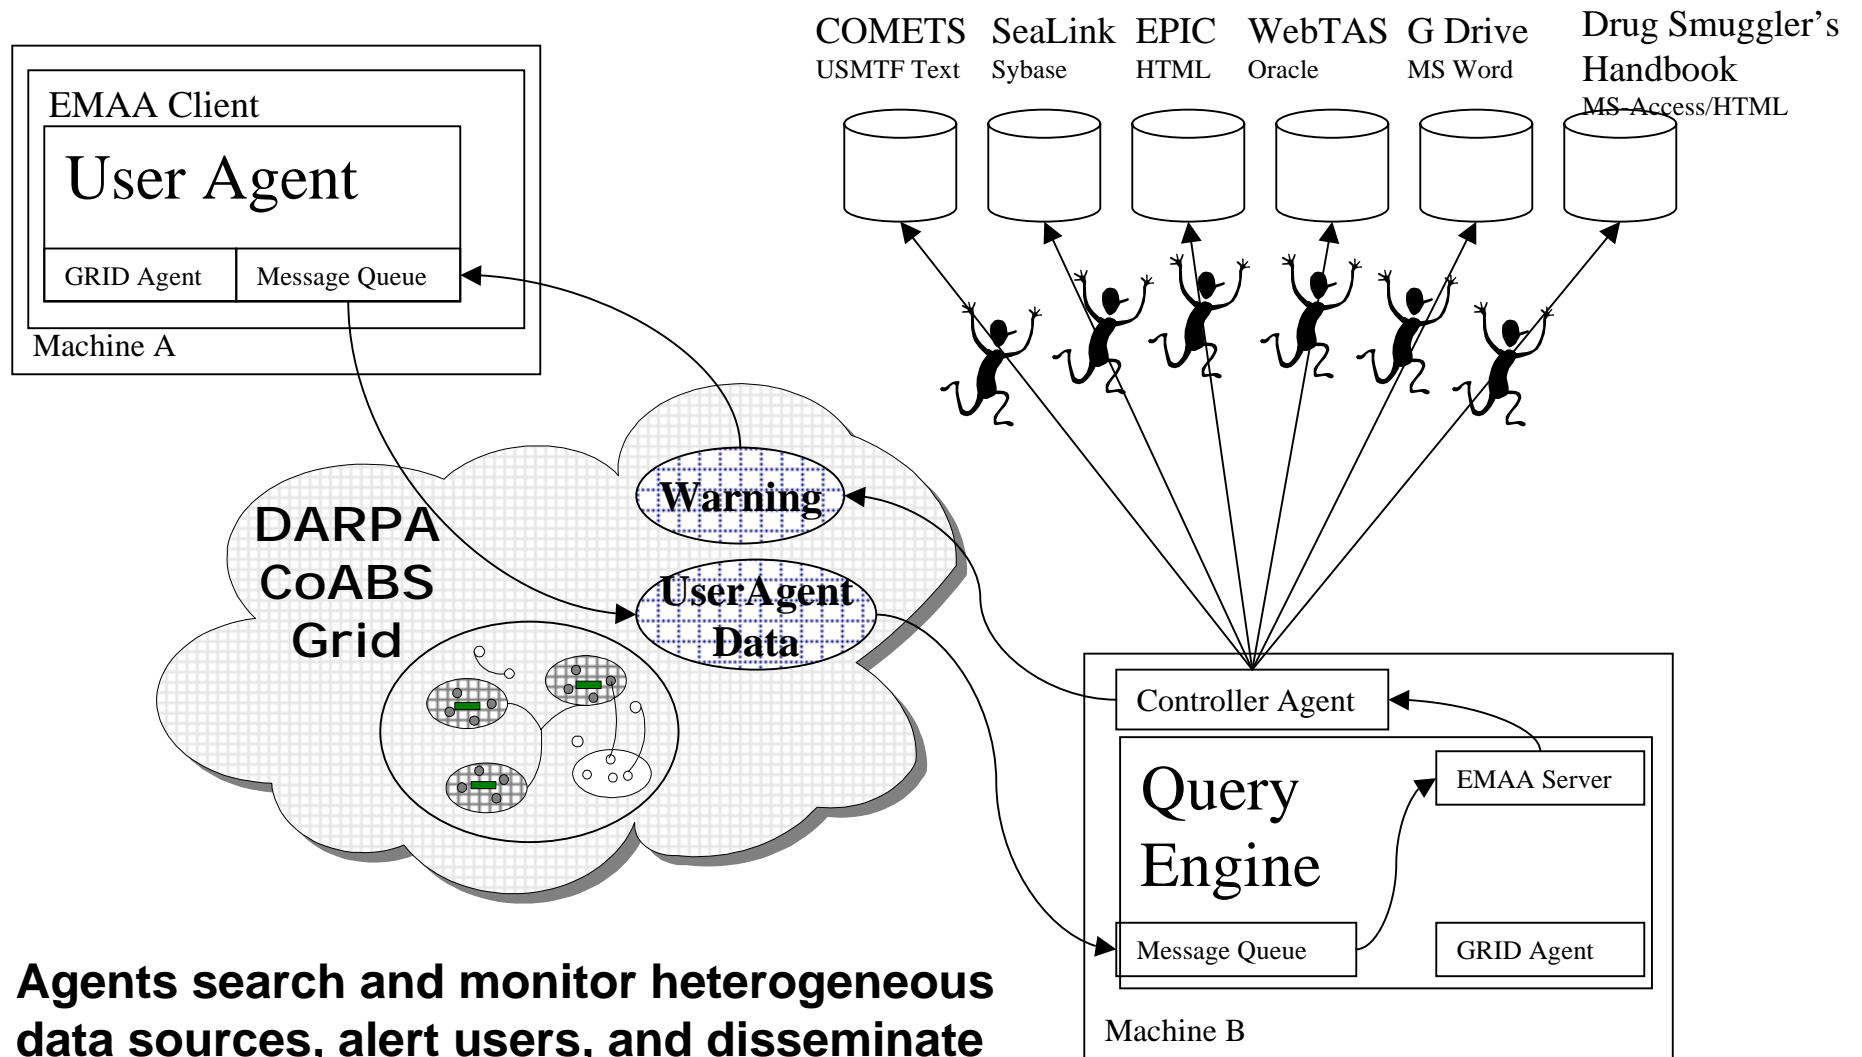 COMETS
USMTF Text
SeaLink
Sybase
EPIC
HTML
WebTAS
Oracle
G Drive
MS Word
Drug Smuggler's
Handbook
MS-Access/HTML
EMAA Client
User Agent
GRID Agent
Message Queue
Machine A
Warning
DARPA
CoABS
Grid
UserAgent
Data
Controller Agent
Query
Engine
EMAA Server
Message Queue
GRID Agent
Machine B
Agents search and monitor heterogeneous
data sources, alert users, and disseminate